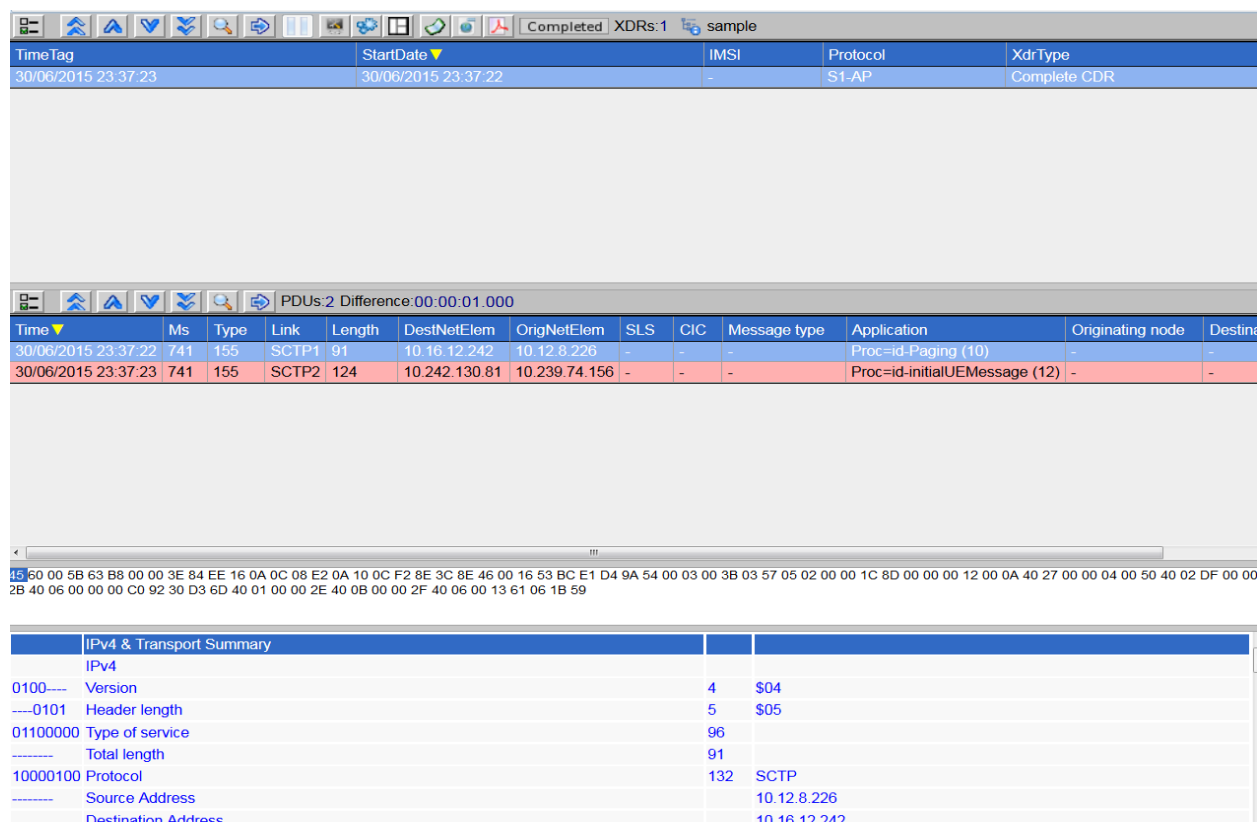 Completed XDRs:1 sample
TimeTag StartDate IMSI Protocol XdrType
30/06/2015 23:37:23 30/06/2015 23:37:22 - S1-AP Complete CDR
PDUs:2 Difference:00:00:01.000
Time Ms Type Link Length DestNetElem OrigNetElem SLS CIC Message type Application Originating node Destina
30/06/2015 23:37:22 741 155 SCTP1 91 10.16.12.242 10.12.8.226 - - - Proc=id-Paging (10) - -
30/06/2015 23:37:23 741 155 SCTP2 124 10.242.130.81 10.239.74.156 - - - Proc=id-initialUEMessage (12) - -
45 60 00 5B 63 B8 00 00 3E 84 EE 16 0A 0C 08 E2 0A 10 0C F2 8E 3C 8E 46 00 16 53 BC E1 D4 9A 54 00 03 00 3B 03 57 05 02 00 00 1C 8D 00 00 00 12 00 0A 40 27 00 00 04 00 50 40 02 DF 00 00
2B 40 06 00 00 00 C0 92 30 D3 6D 40 01 00 00 2E 40 0B 00 00 2F 40 06 00 13 61 06 1B 59
IPv4 & Transport Summary
IPv4
0100---- Version 4 $04
----0101 Header length 5 $05
01100000 Type of service 96
-------- Total length 91
10000100 Protocol 132 SCTP
-------- Source Address 10.12.8.226
Destination Address 10.16.12.242